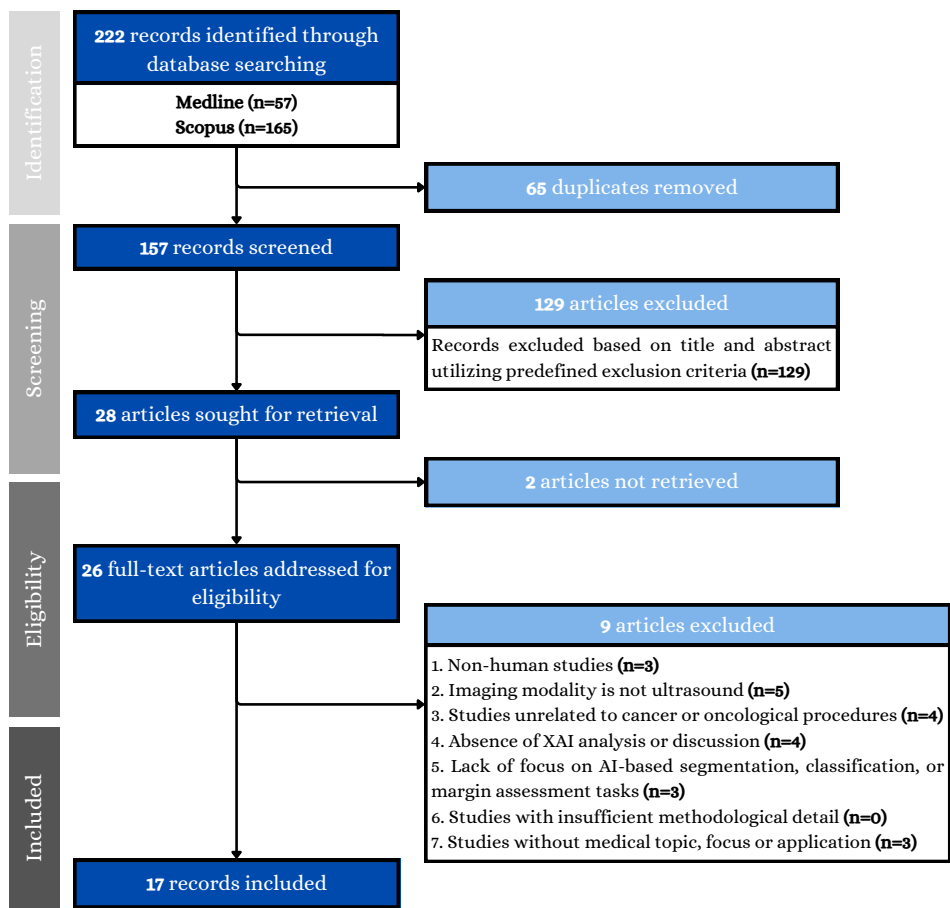 Identification
222 records identified through
database searching
Medline (n=57)
Scopus (n=165)
65 duplicates removed
Screening
157 records screened
129 articles excluded
Records excluded based on title and abstract
utilizing predefined exclusion criteria (n=129)
28 articles sought for retrieval
2 articles not retrieved
Eligibility
26 full-text articles addressed for
eligibility
9 articles excluded
1. Non-human studies (n=3)
2. Imaging modality is not ultrasound (n=5)
3. Studies unrelated to cancer or oncological procedures (n=4)
4. Absence of XAI analysis or discussion (n=4)
5. Lack of focus on AI-based segmentation, classification, or
margin assessment tasks (n=3)
6. Studies with insufficient methodological detail (n=0)
7. Studies without medical topic, focus or application (n=3)
Included
17 records included